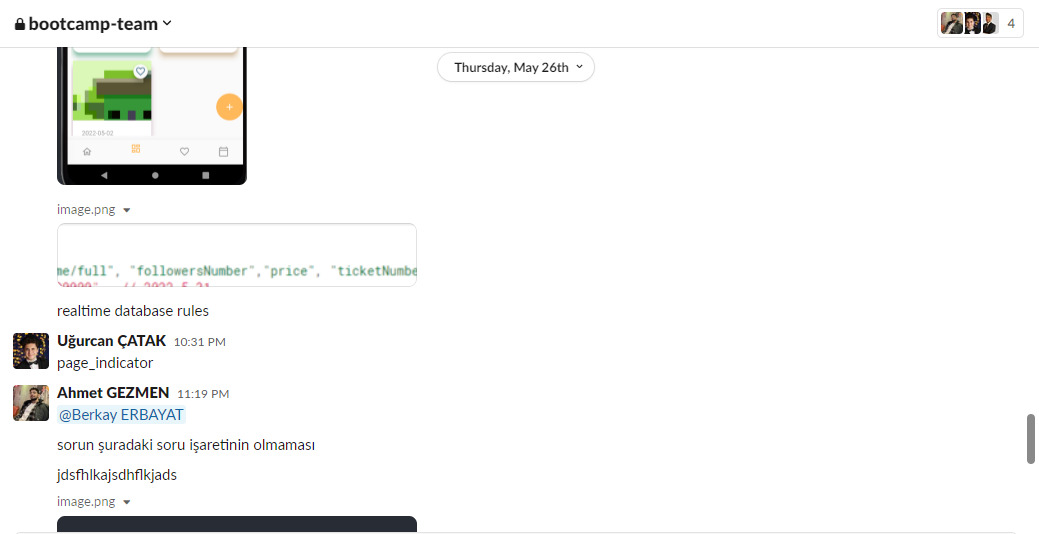 bootcamp-team
4
Thursday, May 26th
2022-05-02
image.png
me/full", "followersNumber","price", "ticketNumbe
realtime database rules
Uğurcan ÇATAK 10:31 PM
page_indicator
Ahmet GEZMEN 11:19 PM
@Berkay ERBAYAT
sorun şuradaki soru işaretinin olmaması
jdsfhlkajsdhflkjads
image.png